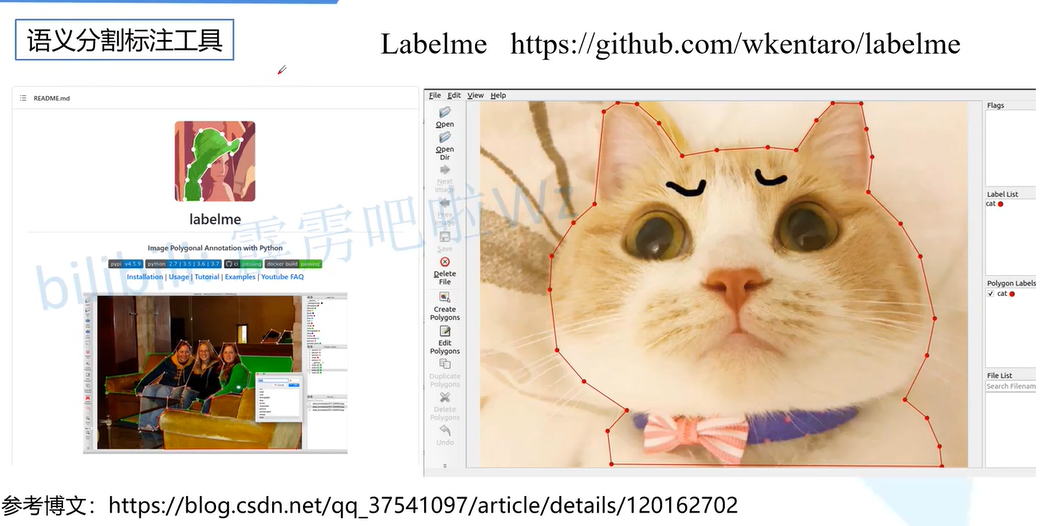 语义分割标注工具
Labelme https://github.com/wkentaro/labelme
README.md
labelme
bilibili: 霹雳吧啦Wz
Image Polygonal Annotation with Python
pypi v4.5.9 python 2.7 | 3.5 | 3.6 | 3.7 ci passing docker build passing
Installation | Usage | Tutorial | Examples | Youtube FAQ
File Edit View Help
Open
Open
Dir
Next
Image
Save
Delete
File
Create
Polygons
Edit
Polygons
Duplicate
Polygons
Delete
Polygons
Undo
Flags
Label List
cat
Polygon Labels
cat
File List
Search Filenam
参考博文：https://blog.csdn.net/qq_37541097/article/details/120162702